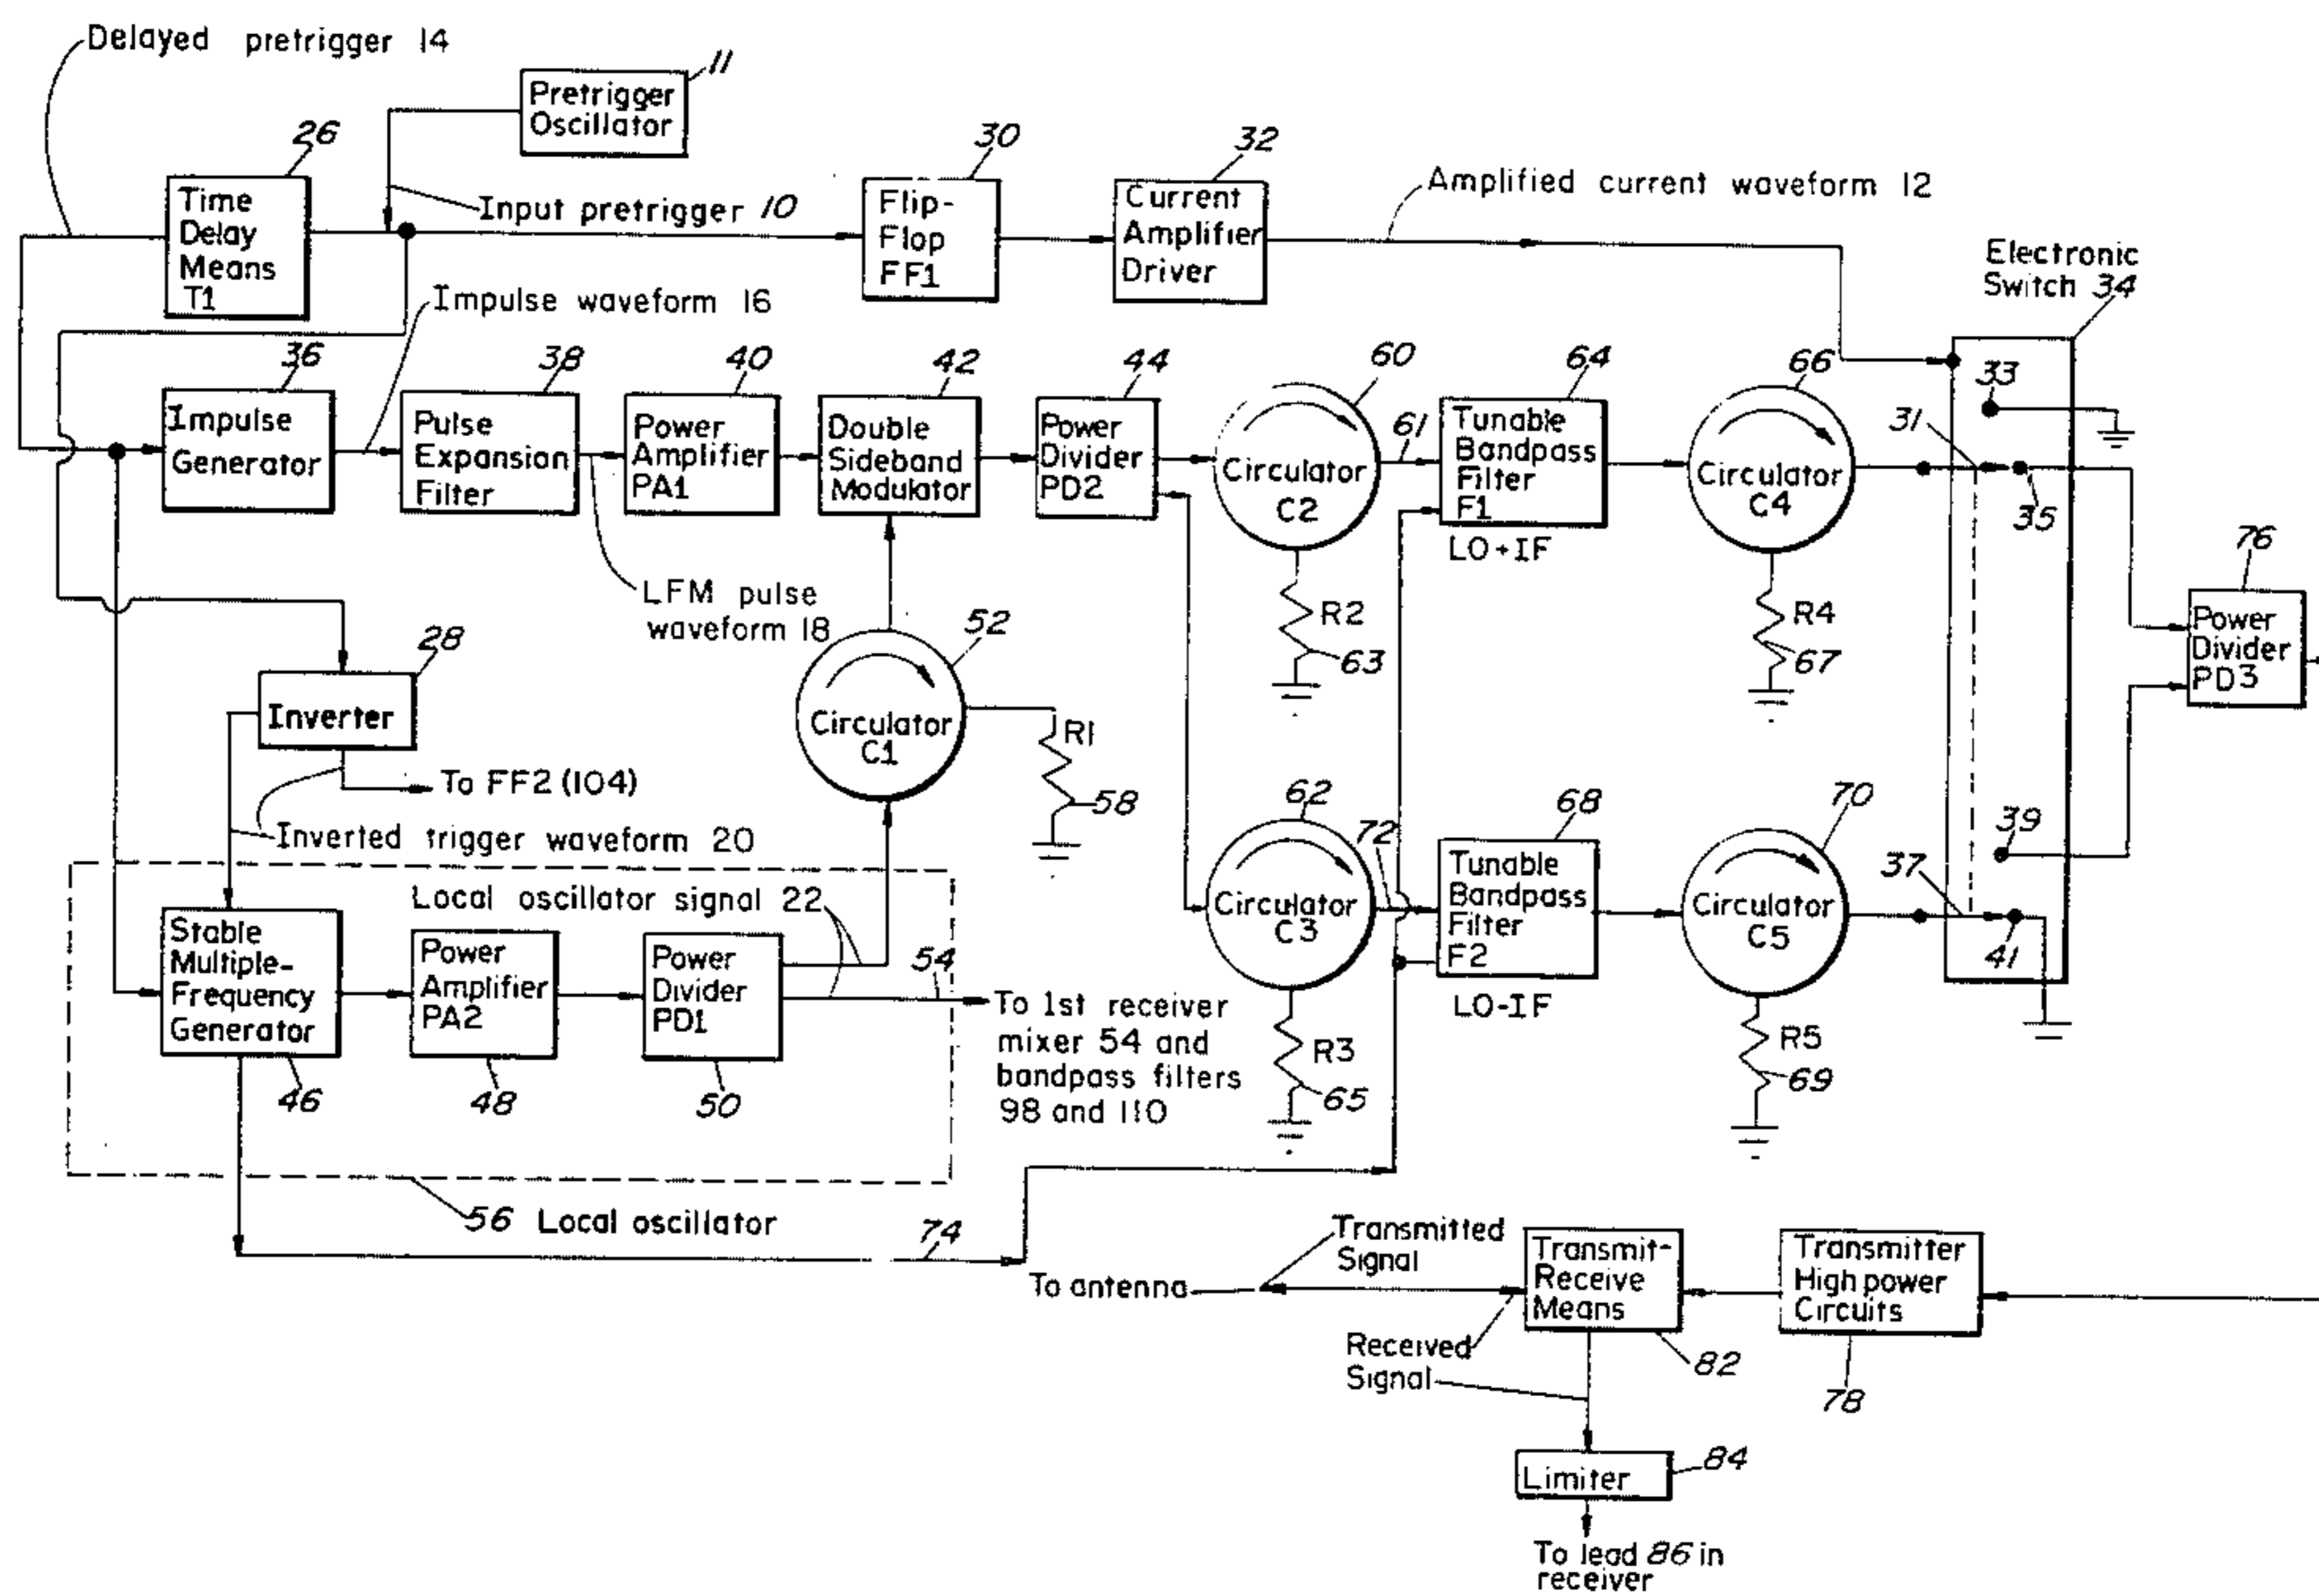 Delayed pretrigger 14
11
Pretrigger
Oscillator
26
30
32
Time
Delay
Means
T1
Input pretrigger 10
Flip-
Flop
FF1
Current
Amplifier
Driver
Amplified current waveform 12
Electronic
Switch 34
Impulse waveform 16
36
38
40
42
44
60
64
66
33
31
35
Impulse
Generator
Pulse
Expansion
Filter
Power
Amplifier
PA1
Double
Sideband
Modulator
Power
Divider
PD2
Circulator
C2
61
Tunable
Bandpass
Filter
F1
LO+IF
Circulator
C4
76
Power
Divider
PD3
LFM pulse
waveform 18
52
R2
63
R4
67
28
Inverter
Circulator
C1
R1
58
To FF2 (104)
Inverted trigger waveform 20
62
72
68
70
39
37
41
Local oscillator signal 22
54
Stable
Multiple-
Frequency
Generator
Power
Amplifier
PA2
Power
Divider
PD1
46
48
50
To 1st receiver
mixer 54 and
bandpass filters
98 and 110
Circulator
C3
Tunable
Bandpass
Filter
F2
LO-IF
Circulator
C5
R3
65
R5
69
56 Local oscillator
74
To antenna
Transmitted
Signal
Received
Signal
Transmit-
Receive
Means
82
Transmitter
High power
Circuits
78
Limiter
84
To lead 86 in
receiver